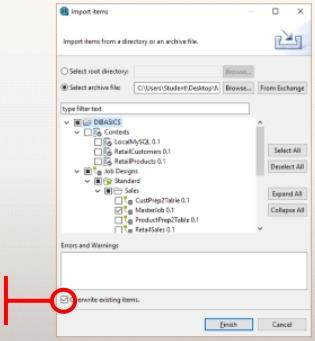 Import items
Import items from a directory or an archive file.
Select root directory:
Browse...
Select archive file:
C:\Users\Student\Desktop\N
Browse...
From Exchange
type filter text
DIBASICS
Contexts
LocalMySQL 0.1
RetailCustomers 0.1
RetailProducts 0.1
Job Designs
Standard
Sales
CustPrep2Table 0.1
MasterJob 0.1
ProductPrep2Table 0.1
RetailSales 0.1
Select All
Deselect All
Expand All
Collapse All
Errors and Warnings
Overwrite existing items.
Finish
Cancel